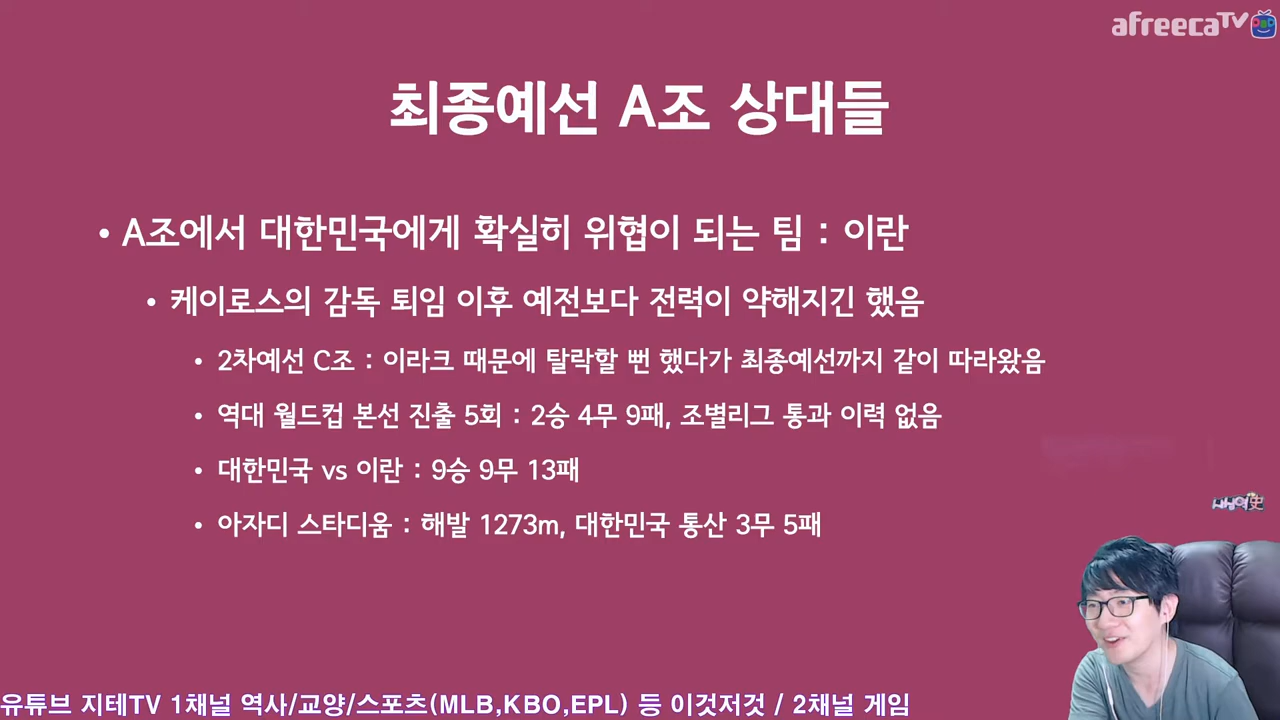 afreecaTV
최종예선 A조 상대들
• A조에서 대한민국에게 확실히 위협이 되는 팀 : 이란
• 케이로스의 감독 퇴임 이후 예전보다 전력이 약해지긴 했음
• 2차예선 C조 : 이라크 때문에 탈락할 뻔 했다가 최종예선까지 같이 따라왔음
• 역대 월드컵 본선 진출 5회 : 2승 4무 9패, 조별리그 통과 이력 없음
• 대한민국 vs 이란 : 9승 9무 13패
• 아자디 스타디움 : 해발 1273m, 대한민국 통산 3무 5패
유튜브 지테TV 1채널 역사/교양/스포츠(MLB,KBO,EPL) 등 이것저것 / 2채널 게임